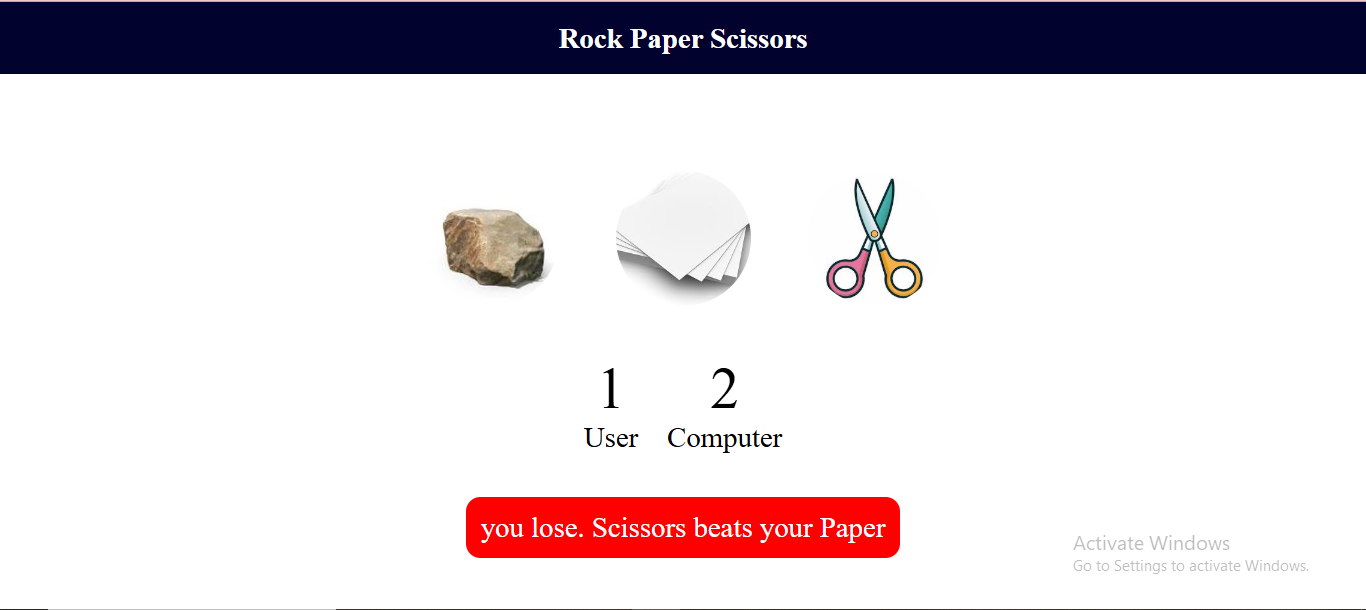 Rock Paper Scissors
1 2
User Computer
you lose. Scissors beats your Paper
Activate Windows
Go to Settings to activate Windows.